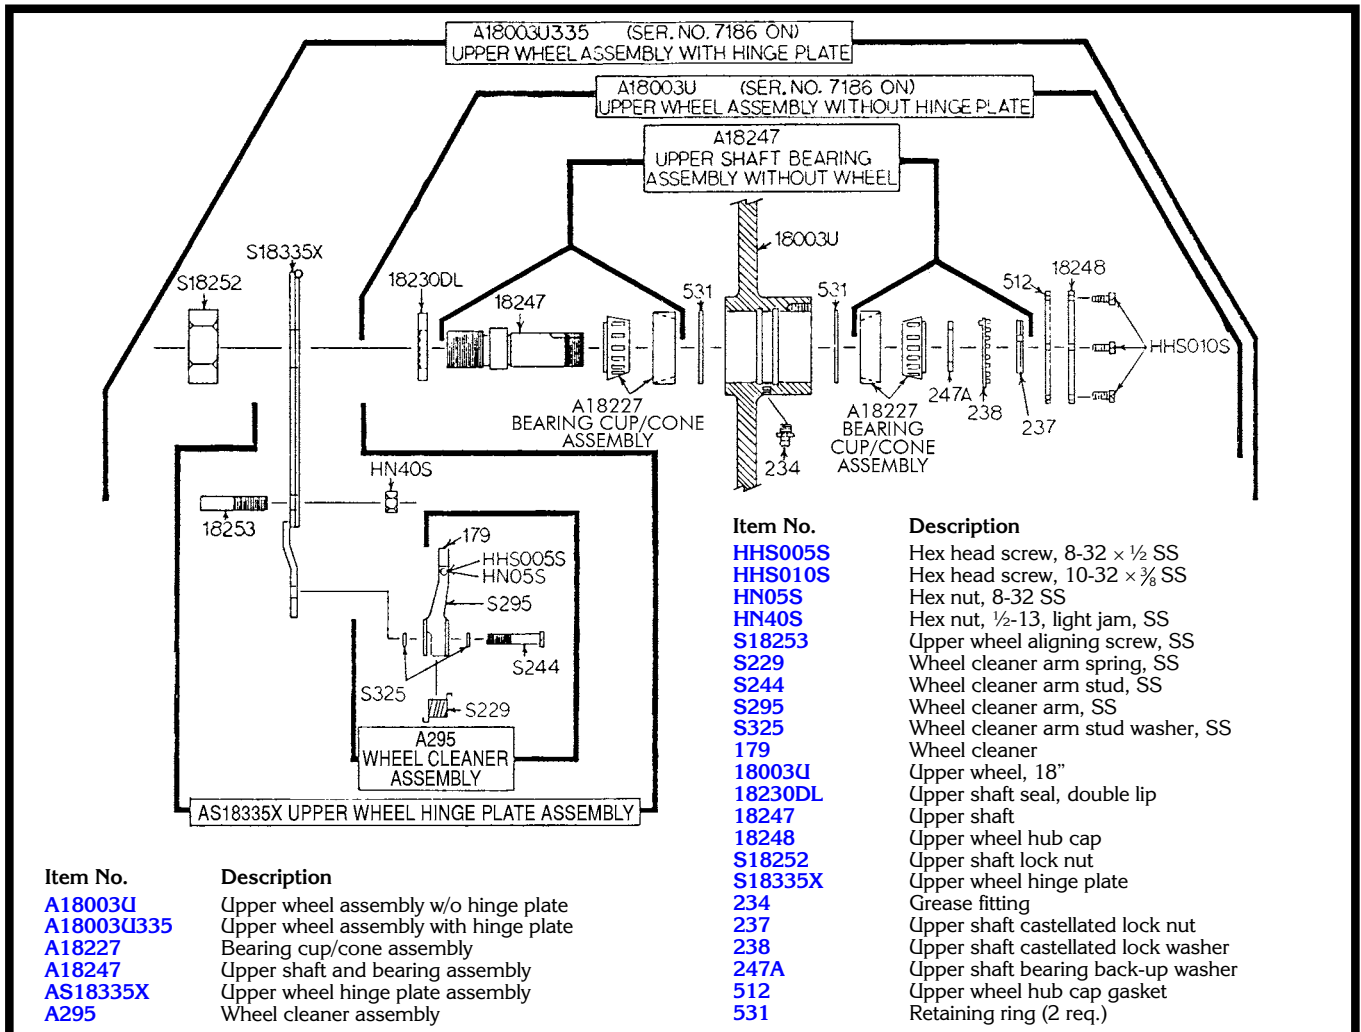 A18003U335 (SER. NO. 7186 ON)
UPPER WHEEL ASSEMBLY WITH HINGE PLATE
A18003U (SER. NO. 7186 ON)
UPPER WHEEL ASSEMBLY WITHOUT HINGE PLATE
A18247
UPPER SHAFT BEARING
ASSEMBLY WITHOUT WHEEL
S18335X
S18252
18230DL
18247
531
18003U
531
512
18248
HHS010S
A18227
BEARING CUP/CONE
ASSEMBLY
234
A18227
BEARING
CUP/CONE
ASSEMBLY
247A
238
237
HN40S
18253
179
HHS005S
HN05S
S295
S244
S325
S229
A295
WHEEL CLEANER
ASSEMBLY
AS18335X UPPER WHEEL HINGE PLATE ASSEMBLY
Item No. Description
A18003U Upper wheel assembly w/o hinge plate
A18003U335 Upper wheel assembly with hinge plate
A18227 Bearing cup/cone assembly
A18247 Upper shaft and bearing assembly
AS18335X Upper wheel hinge plate assembly
A295 Wheel cleaner assembly
Item No. Description
HHS005S Hex head screw, 8-32 × ½ SS
HHS010S Hex head screw, 10-32 × ⅜ SS
HN05S Hex nut, 8-32 SS
HN40S Hex nut, ½-13, light jam, SS
S18253 Upper wheel aligning screw, SS
S229 Wheel cleaner arm spring, SS
S244 Wheel cleaner arm stud, SS
S295 Wheel cleaner arm, SS
S325 Wheel cleaner arm stud washer, SS
179 Wheel cleaner
18003U Upper wheel, 18”
18230DL Upper shaft seal, double lip
18247 Upper shaft
18248 Upper wheel hub cap
S18252 Upper shaft lock nut
S18335X Upper wheel hinge plate
234 Grease fitting
237 Upper shaft castellated lock nut
238 Upper shaft castellated lock washer
247A Upper shaft bearing back-up washer
512 Upper wheel hub cap gasket
531 Retaining ring (2 req.)